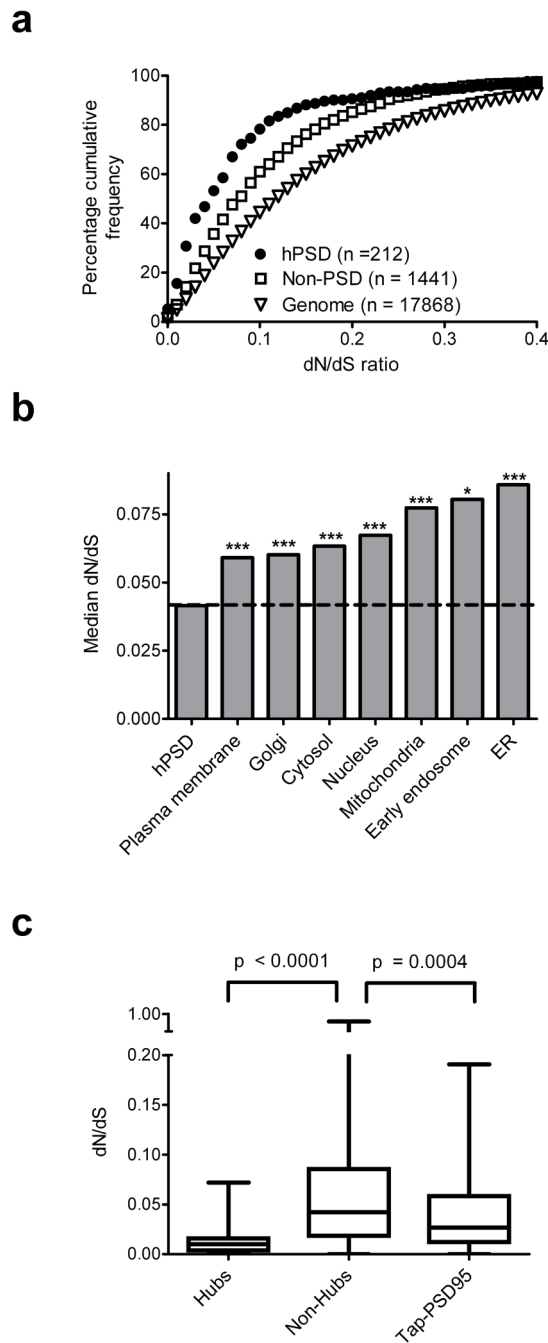 a
100
80
60
40
20
0
0.0
0.1
0.2
0.3
0.4
Percentage cumulative
frequency
dN/dS ratio
hPSD (n =212)
Non-PSD (n = 1441)
Genome (n = 17868)
b
Median dN/dS
0.075
0.050
0.025
0.000
***
***
***
***
***
*
***
hPSD
Plasma membrane
Golgi
Cytosol
Nucleus
Mitochondria
Early endosome
ER
c
p < 0.0001
p = 0.0004
1.00
0.20
0.15
0.10
0.05
0.00
dN/dS
Hubs
Non-Hubs
Tap-PSD95